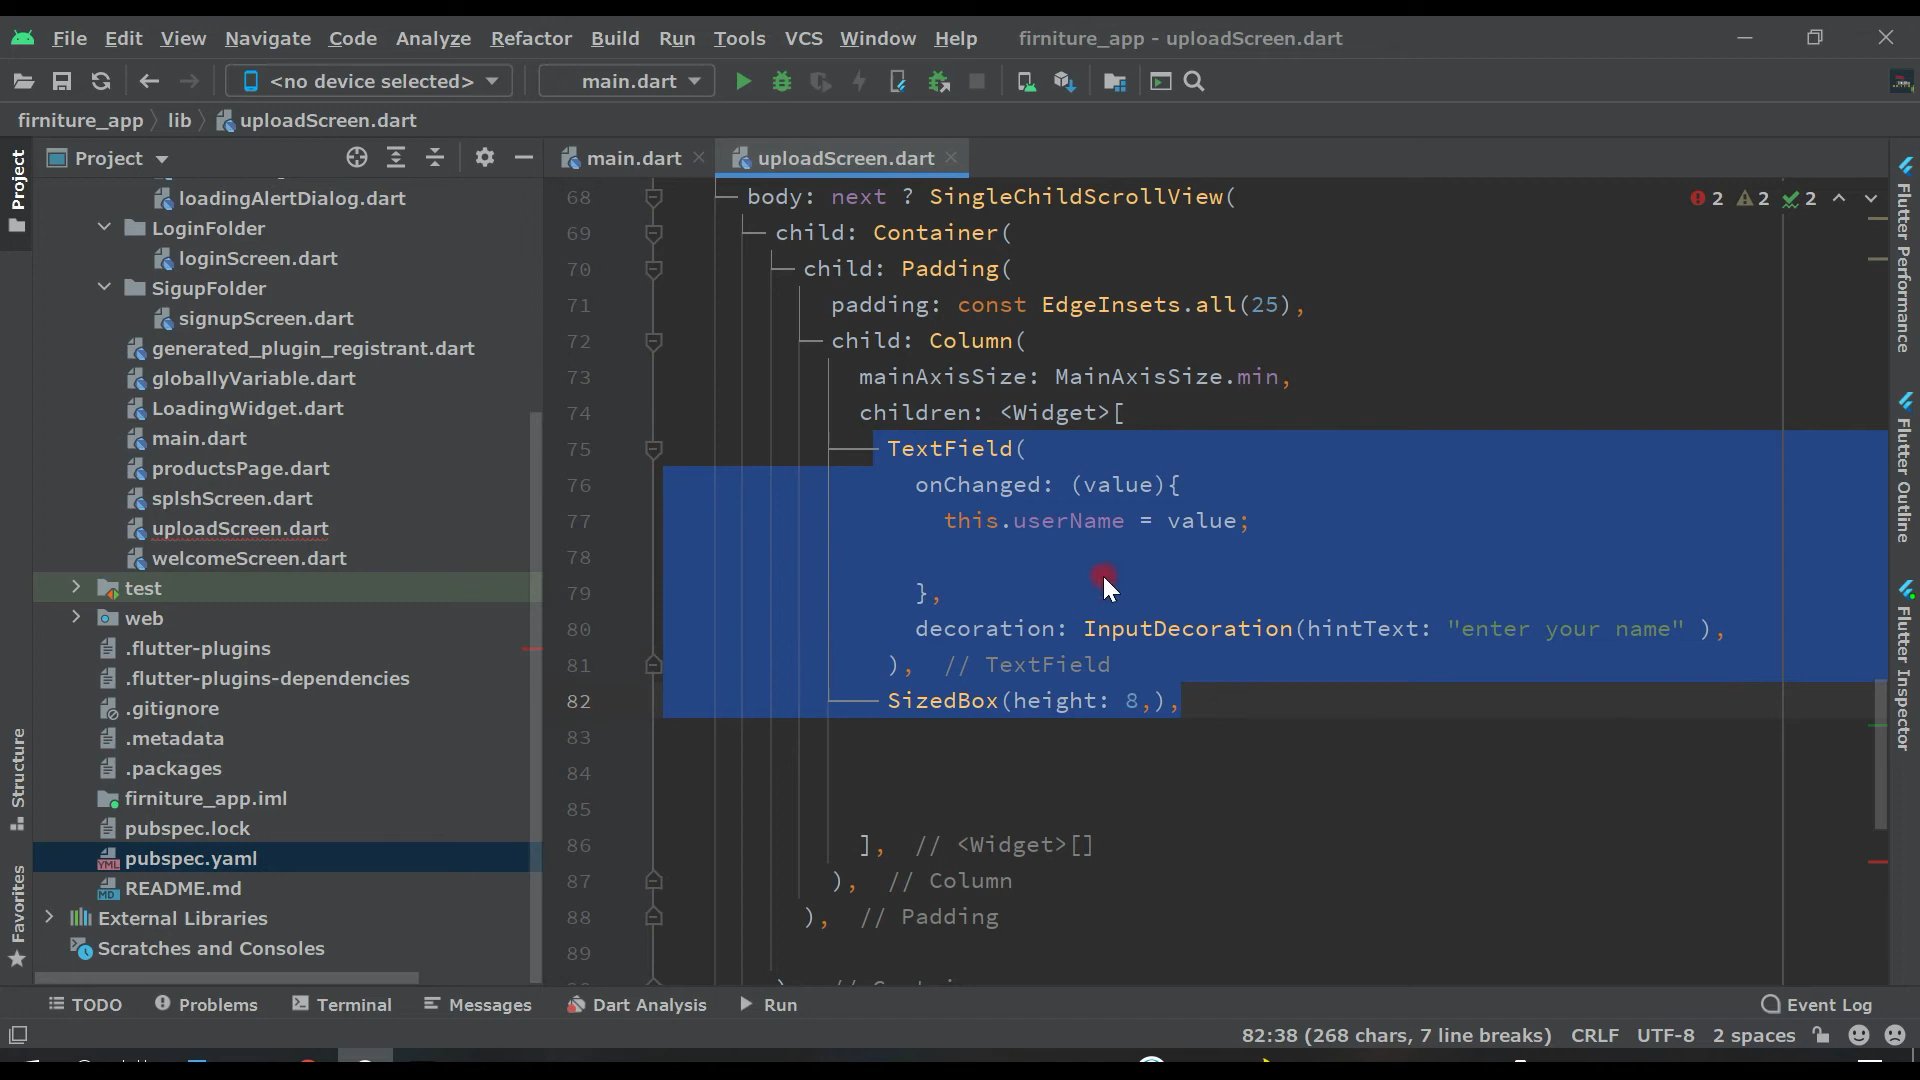 File Edit View Navigate Code Analyze Refactor Build Run Tools VCS Window Help firniture_app - uploadScreen.dart
<no device selected> main.dart
firniture_app lib uploadScreen.dart
Project
main.dart
uploadScreen.dart
loadingAlertDialog.dart
LoginFolder
loginScreen.dart
SigupFolder
signupScreen.dart
generated_plugin_registrant.dart
globallyVariable.dart
LoadingWidget.dart
main.dart
productsPage.dart
splshScreen.dart
uploadScreen.dart
welcomeScreen.dart
test
web
.flutter-plugins
.flutter-plugins-dependencies
.gitignore
.metadata
.packages
firniture_app.iml
pubspec.lock
pubspec.yaml
README.md
External Libraries
Scratches and Consoles
68 body: next ? SingleChildScrollView(
69 child: Container(
70 child: Padding(
71 padding: const EdgeInsets.all(25),
72 child: Column(
73 mainAxisSize: MainAxisSize.min,
74 children: <Widget>[
75 TextField(
76 onChanged: (value){
77 this.userName = value;
78
79 },
80 decoration: InputDecoration(hintText: "enter your name" ),
81 ), // TextField
82 SizedBox(height: 8,),
83
84
85
86 ], // <Widget>[]
87 ), // Column
88 ), // Padding
89
2 2 2
Project
Structure
Favorites
Flutter Performance
Flutter Outline
Flutter Inspector
TODO Problems Terminal Messages Dart Analysis Run Event Log
82:38 (268 chars, 7 line breaks) CRLF UTF-8 2 spaces